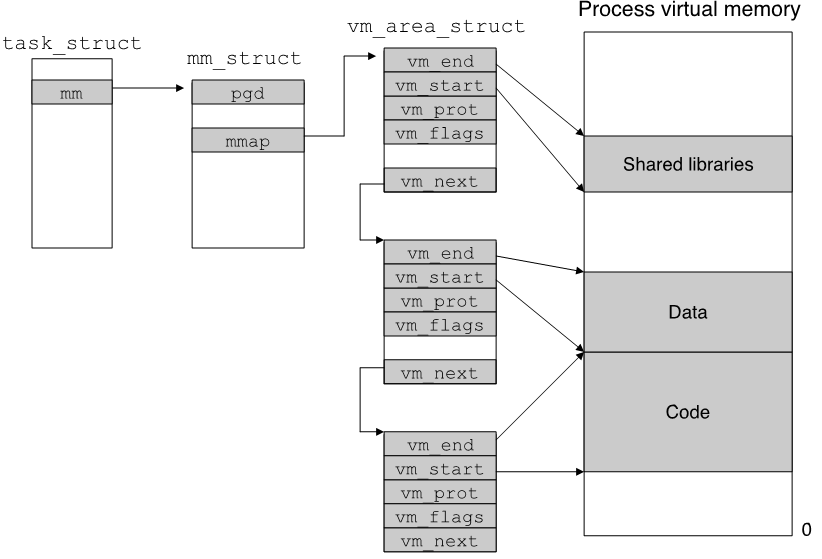 Process virtual memory
vm_area_struct
task_struct
mm_struct
mm
pgd
mmap
vm_end
vm_start
vm_prot
vm_flags
vm_next
vm_end
vm_start
vm_prot
vm_flags
vm_next
vm_end
vm_start
vm_prot
vm_flags
vm_next
Shared libraries
Data
Code
0